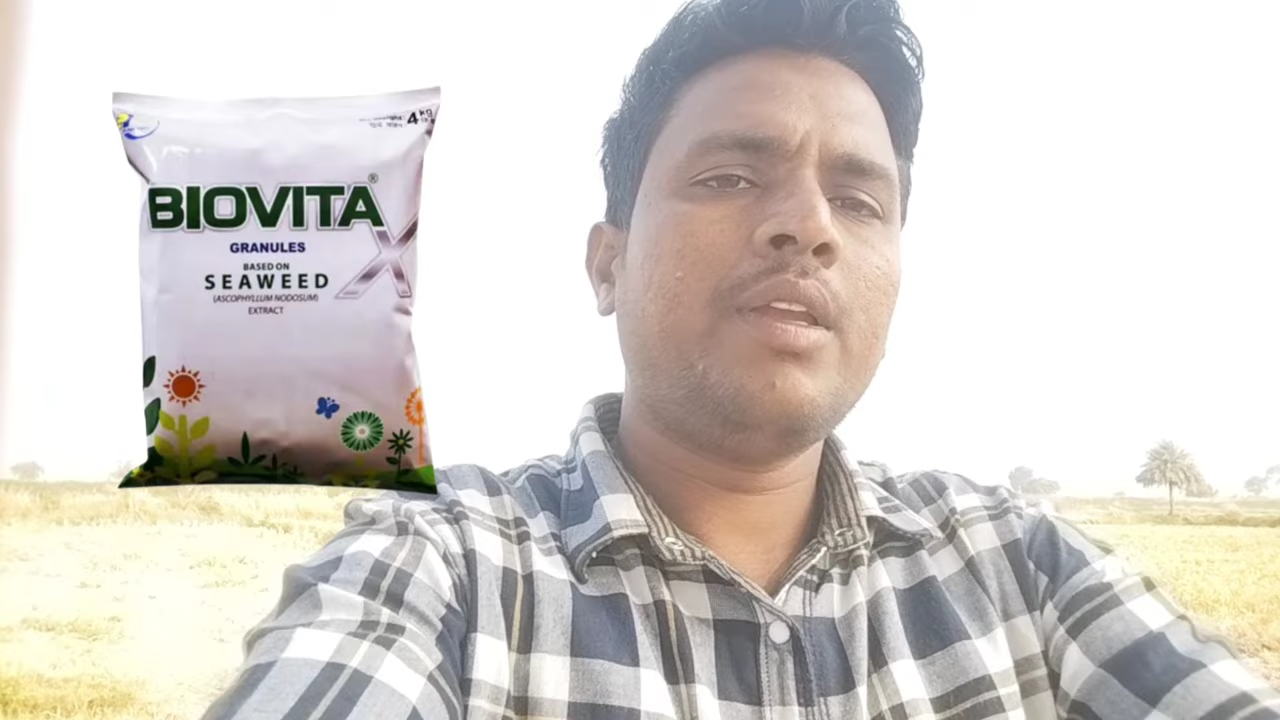 4 kg
BIOVITA®
X
GRANULES
BASED ON
SEAWEED
(ASCOPHYLLUM NODOSUM)
EXTRACT